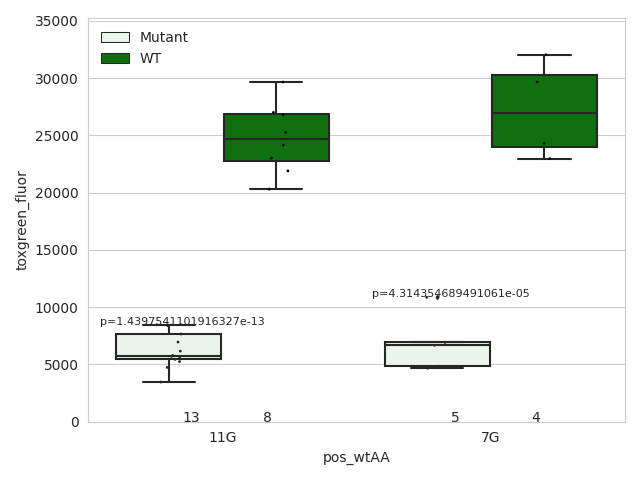 35000
Mutant
WT
30000
25000
20000
15000
10000
5000
0
toxgreen_fluor
p=1.4397541101916327e-13
p=4.314354689491061e-05
13
8
5
4
11G
7G
pos_wtAA